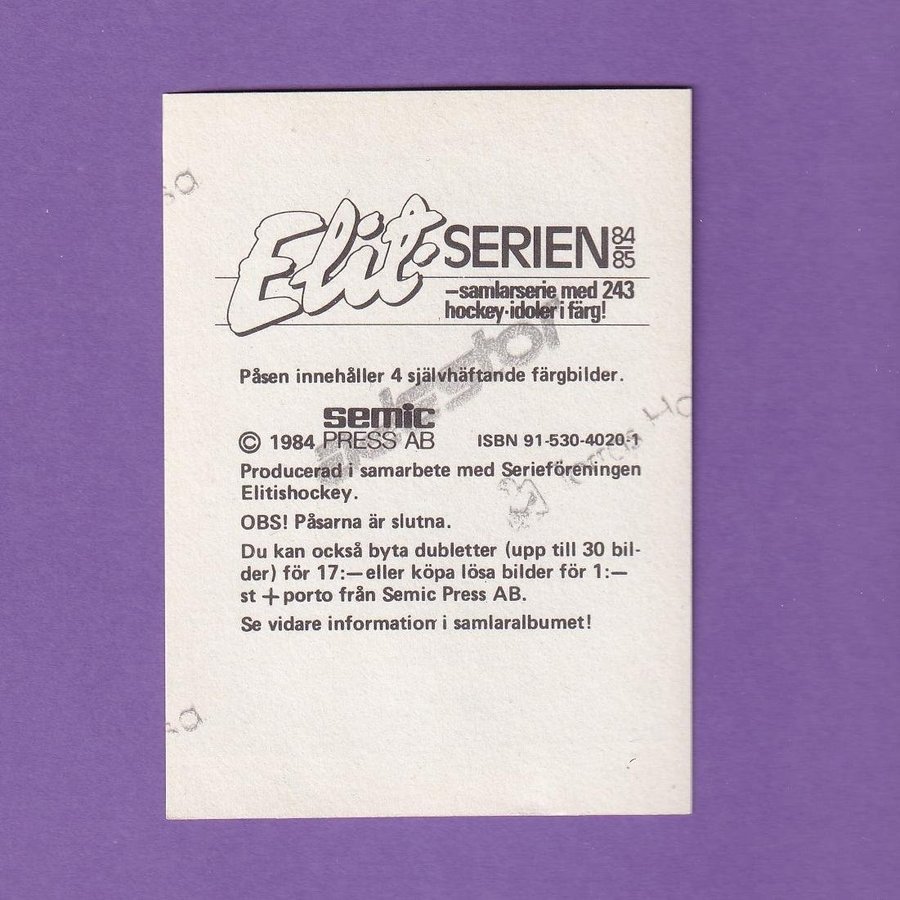 Elit-SERIEN 84 85
–samlarserie med 243
hockey-idoler i färg!
Påsen innehåller 4 självhäftande färgbilder.
semic
© 1984 PRESS AB ISBN 91-530-4020-1
Producerad i samarbete med Serieföreningen
Elitishockey.
OBS! Påsarna är slutna.
Du kan också byta dubletter (upp till 30 bil-
der) för 17:— eller köpa lösa bilder för 1:—
st + porto från Semic Press AB.
Se vidare information i samlaralbumet!